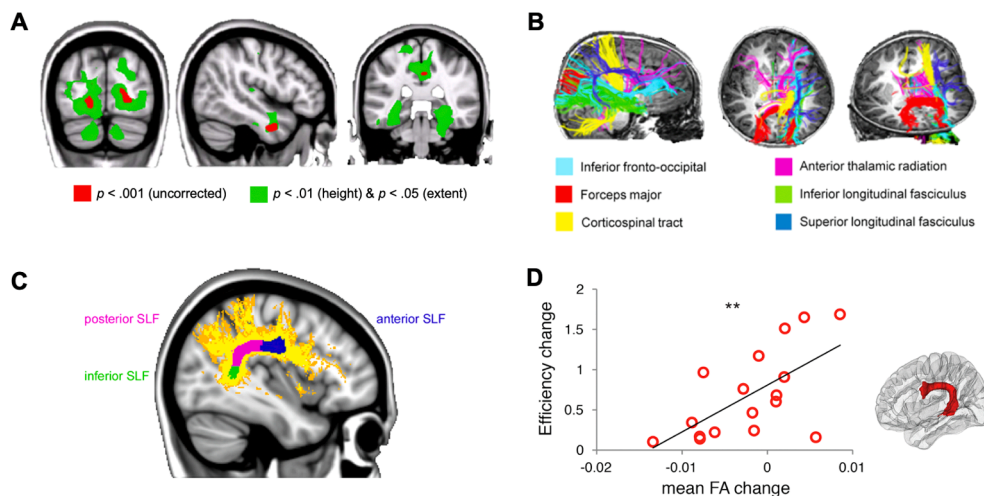 A
p < .001 (uncorrected)
p < .01 (height) & p < .05 (extent)
B
Inferior fronto-occipital
Forceps major
Corticospinal tract
Anterior thalamic radiation
Inferior longitudinal fasciculus
Superior longitudinal fasciculus
C
posterior SLF
anterior SLF
inferior SLF
D
**
Efficiency change
2
1.5
1
0.5
0
-0.02
-0.01
0
0.01
mean FA change